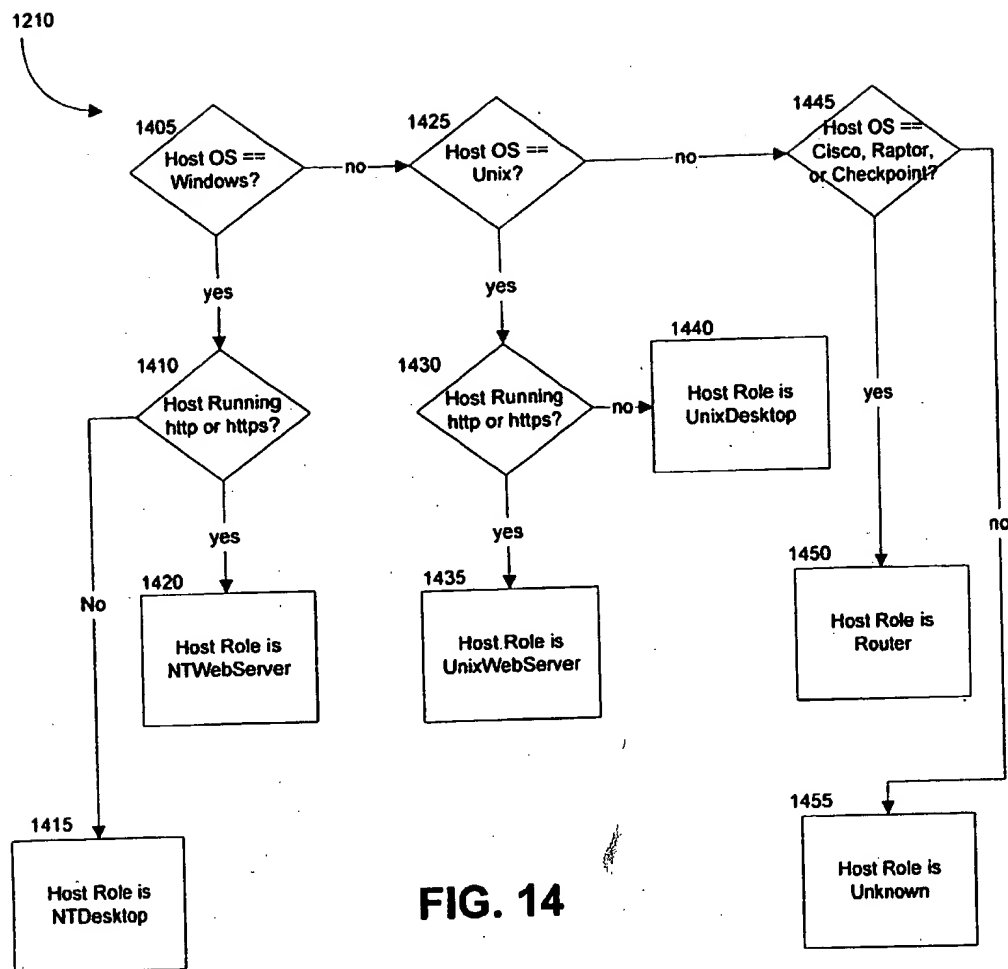 1210
1405
Host OS ==
Windows?
no
1425
Host OS ==
Unix?
no
1445
Host OS ==
Cisco, Raptor,
or Checkpoint?
yes
yes
yes
no
1410
Host Running
http or https?
No
yes
1430
Host Running
http or https?
no
yes
1440
Host Role is
UnixDesktop
1420
Host Role is
NTWebServer
1435
Host Role is
UnixWebServer
1450
Host Role is
Router
1415
Host Role is
NTDesktop
1455
Host Role is
Unknown
FIG. 14